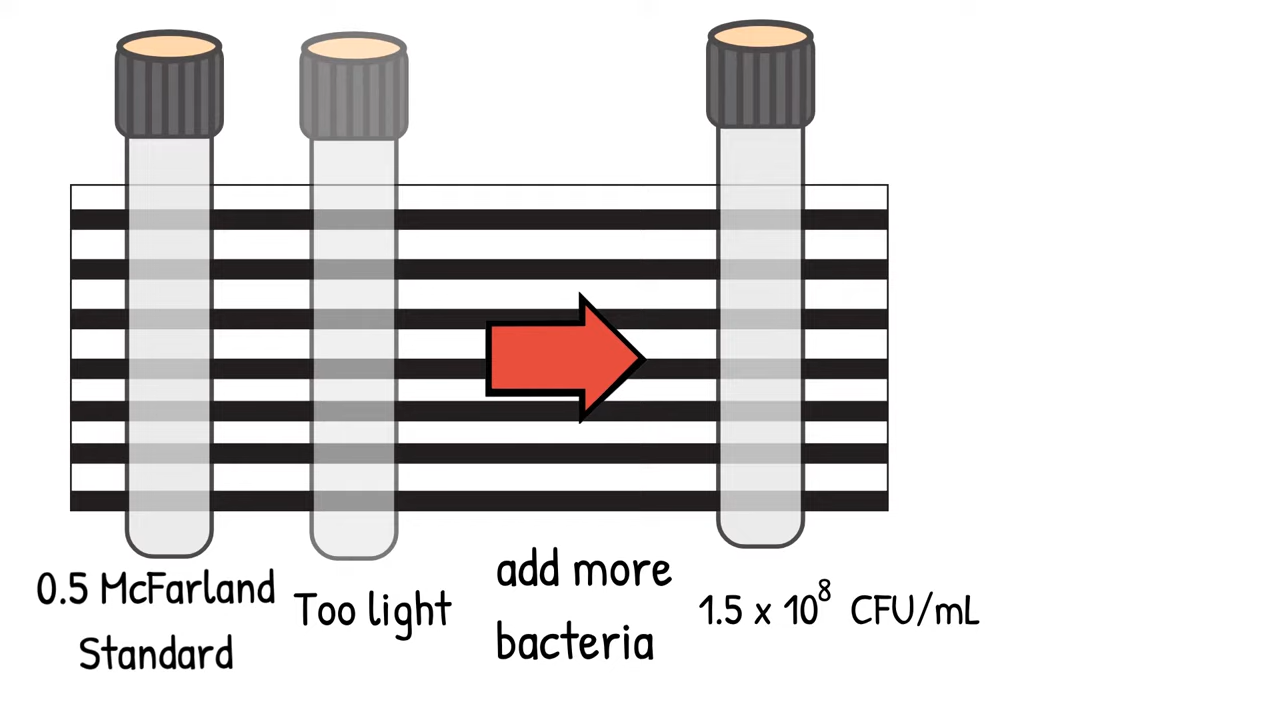 0.5 McFarland
Standard
Too light
add more
bacteria
1.5 x 10⁸ CFU/mL